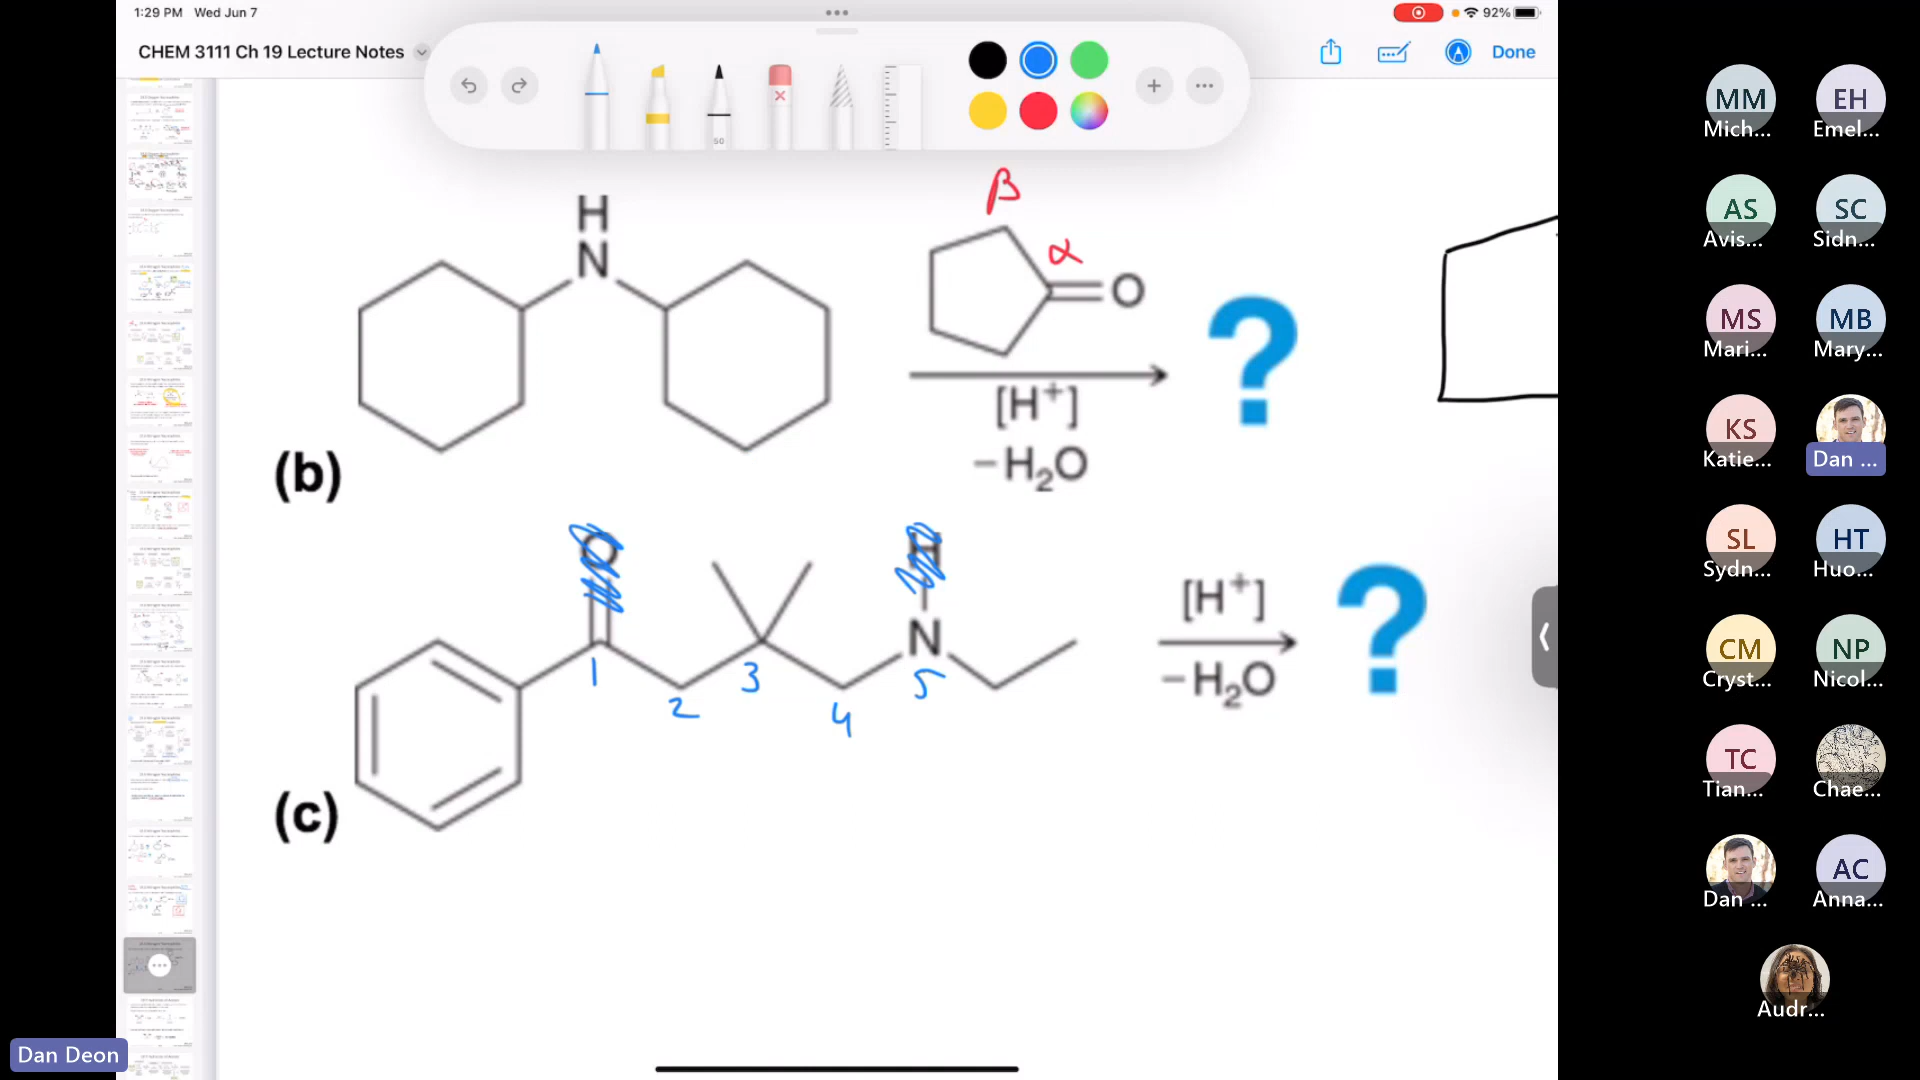 1:29 PM Wed Jun 7
92%
CHEM 3111 Ch 19 Lecture Notes
Done
50
β
α
H
N
O
[H⁺]
−H₂O
?
(b)
O
H
N
1
2
3
4
5
[H⁺]
−H₂O
?
(c)
MM
Mich...
EH
Emel...
AS
Avis...
SC
Sidn...
MS
Mari...
MB
Mary...
KS
Katie...
Dan ...
SL
Sydn...
HT
Huo...
CM
Cryst...
NP
Nicol...
TC
Tian...
Chae...
Dan ...
AC
Anna...
Audr...
Dan Deon